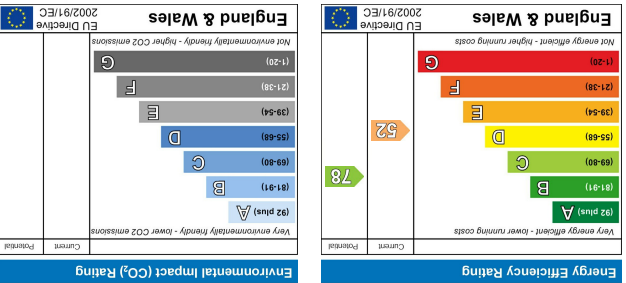 Energy Efficiency Rating
Current Potential
Very energy efficient - lower running costs
(92 plus) A
(81-91) B
(69-80) C
(55-68) D
(39-54) E
(21-38) F
(1-20) G
Not energy efficient - higher running costs
52
78
England & Wales
EU Directive
2002/91/EC
Environmental Impact (CO₂) Rating
Current Potential
Very environmentally friendly - lower CO2 emissions
(92 plus) A
(81-91) B
(69-80) C
(55-68) D
(39-54) E
(21-38) F
(1-20) G
Not environmentally friendly - higher CO2 emissions
England & Wales
EU Directive
2002/91/EC